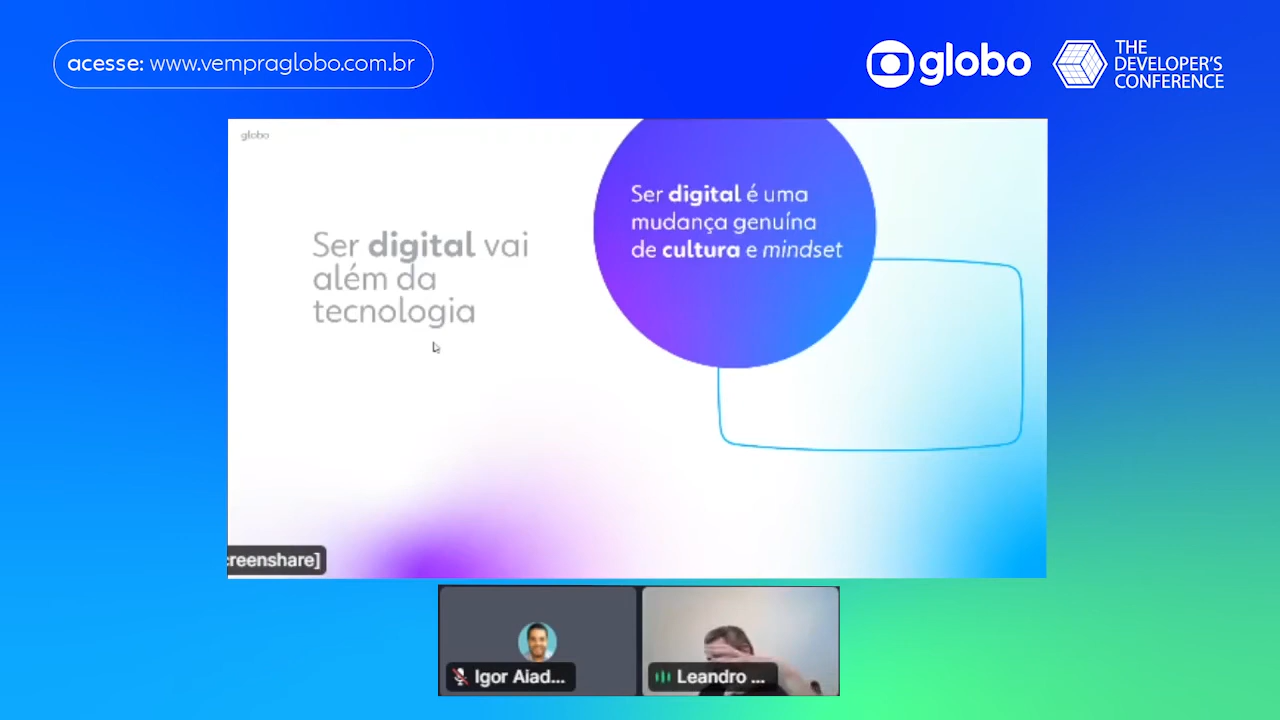 acesse: www.vempraglobo.com.br
globo
THE
DEVELOPER'S
CONFERENCE
globo
Ser digital vai
além da
tecnologia
Ser digital é uma
mudança genuína
de cultura e mindset
creenshare]
Igor Aiad...
Leandro ...